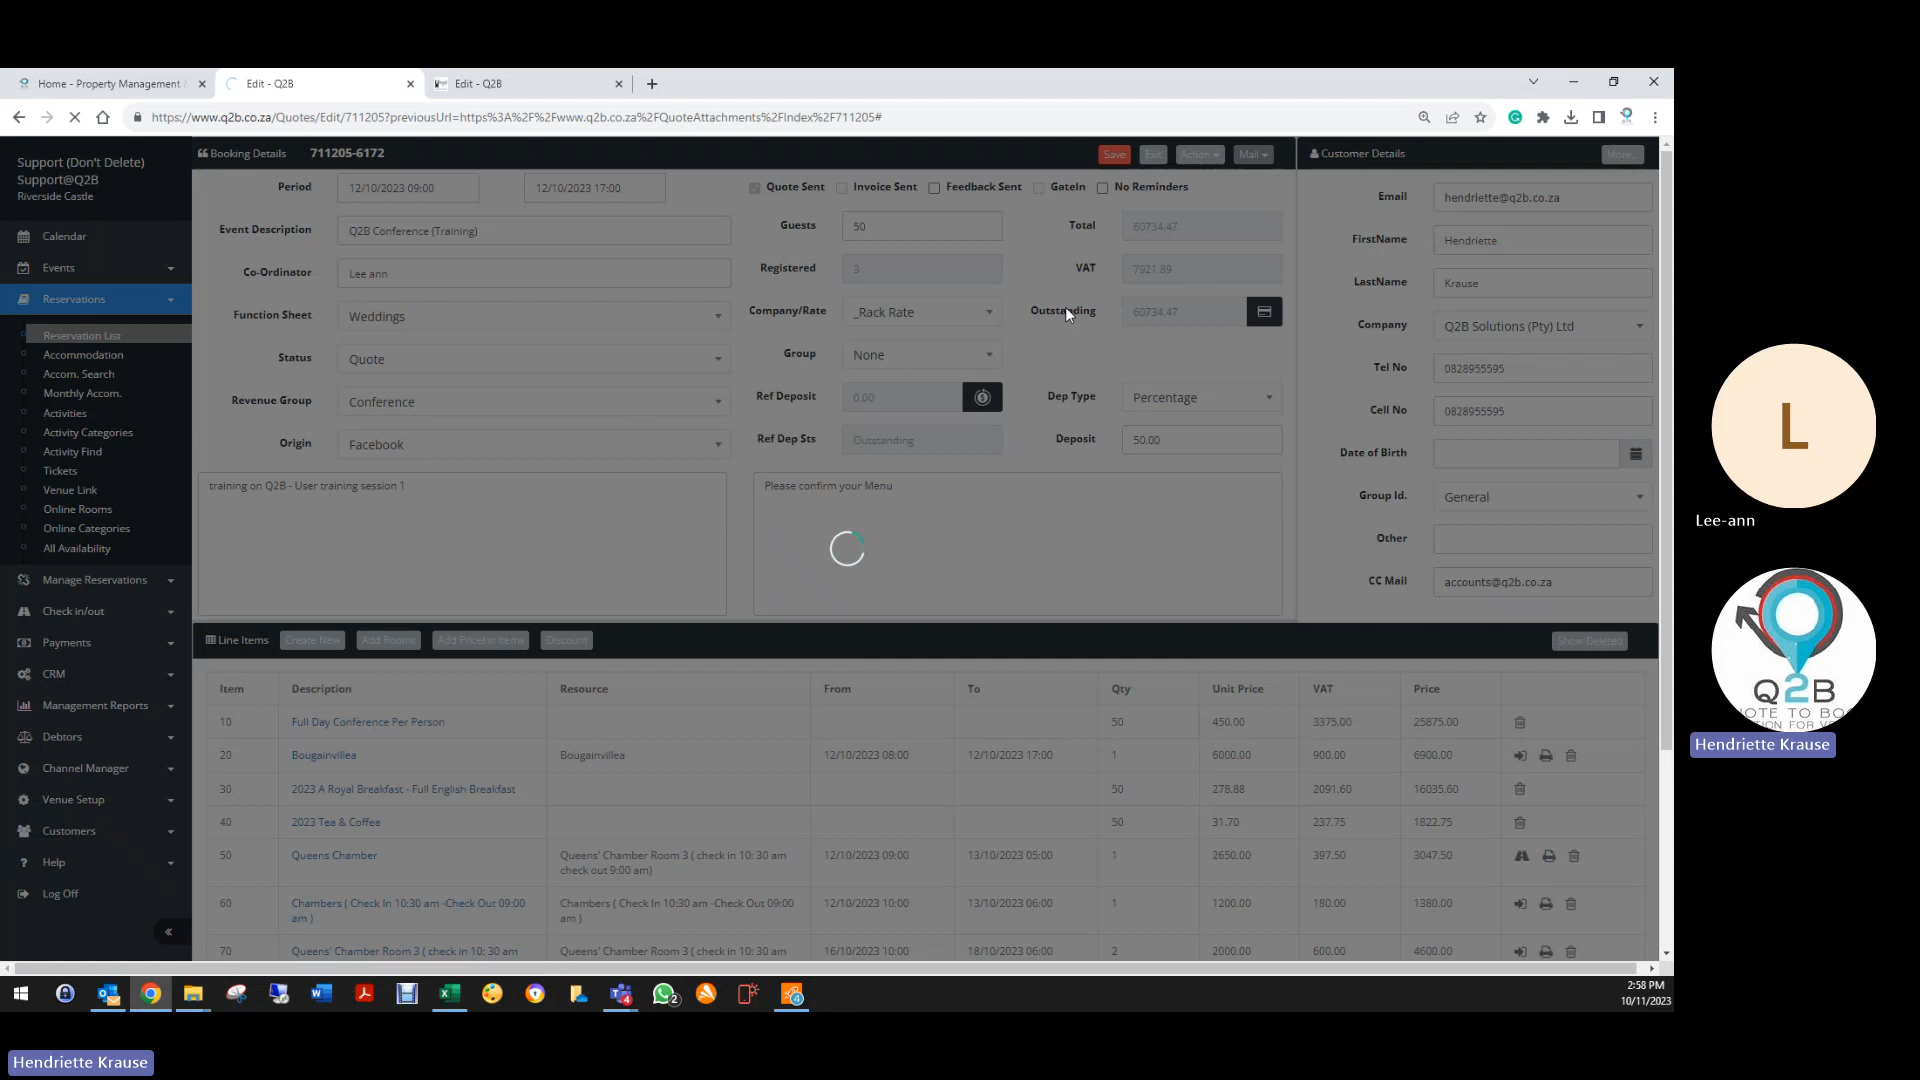 Home - Property Management &
Edit - Q2B
Edit - Q2B
https://www.q2b.co.za/Quotes/Edit/711205?previousUrl=https%3A%2F%2Fwww.q2b.co.za%2FQuoteAttachments%2FIndex%2F711205#
Support (Don't Delete)
Support@Q2B
Riverside Castle
Calendar
Events
Reservations
Reservation List
Accommodation
Accom. Search
Monthly Accom.
Activities
Activity Categories
Activity Find
Tickets
Venue Link
Online Rooms
Online Categories
All Availability
Manage Reservations
Check in/out
Payments
CRM
Management Reports
Debtors
Channel Manager
Venue Setup
Customers
Help
Log Off
Booking Details 711205-6172
Save Exit Action Mail
Period 12/10/2023 09:00 12/10/2023 17:00
Event Description Q2B Conference (Training)
Co-Ordinator Lee ann
Function Sheet Weddings
Status Quote
Revenue Group Conference
Origin Facebook
training on Q2B - User training session 1
Quote Sent Invoice Sent Feedback Sent GateIn No Reminders
Guests 50 Total 60734.47
Registered 3 VAT 7921.89
Company/Rate _Rack Rate Outstanding 60734.47
Group None
Ref Deposit 0.00 Dep Type Percentage
Ref Dep Sts Outstanding Deposit 50.00
Please confirm your Menu
Customer Details More...
Email hendriette@q2b.co.za
FirstName Hendriette
LastName Krause
Company Q2B Solutions (Pty) Ltd
Tel No 0828955595
Cell No 0828955595
Date of Birth
Group Id. General
Other
CC Mail accounts@q2b.co.za
Line Items Create New Add Rooms Add Pricelist Items Discount Show Deleted
Item Description Resource From To Qty Unit Price VAT Price
10 Full Day Conference Per Person 50 450.00 3375.00 25875.00
20 Bougainvillea Bougainvillea 12/10/2023 08:00 12/10/2023 17:00 1 6000.00 900.00 6900.00
30 2023 A Royal Breakfast - Full English Breakfast 50 278.88 2091.60 16035.60
40 2023 Tea & Coffee 50 31.70 237.75 1822.75
50 Queens Chamber Queens' Chamber Room 3 ( check in 10: 30 am 12/10/2023 09:00 13/10/2023 05:00 1 2650.00 397.50 3047.50
check out 9:00 am)
60 Chambers ( Check In 10:30 am -Check Out 09:00 Chambers ( Check In 10:30 am -Check Out 09:00 12/10/2023 10:00 13/10/2023 06:00 1 1200.00 180.00 1380.00
am ) am )
70 Queens' Chamber Room 3 ( check in 10: 30 am Queens' Chamber Room 3 ( check in 10: 30 am 16/10/2023 10:00 18/10/2023 06:00 2 2000.00 600.00 4600.00
2:58 PM
10/11/2023
L
Lee-ann
Q2B
Hendriette Krause
Hendriette Krause